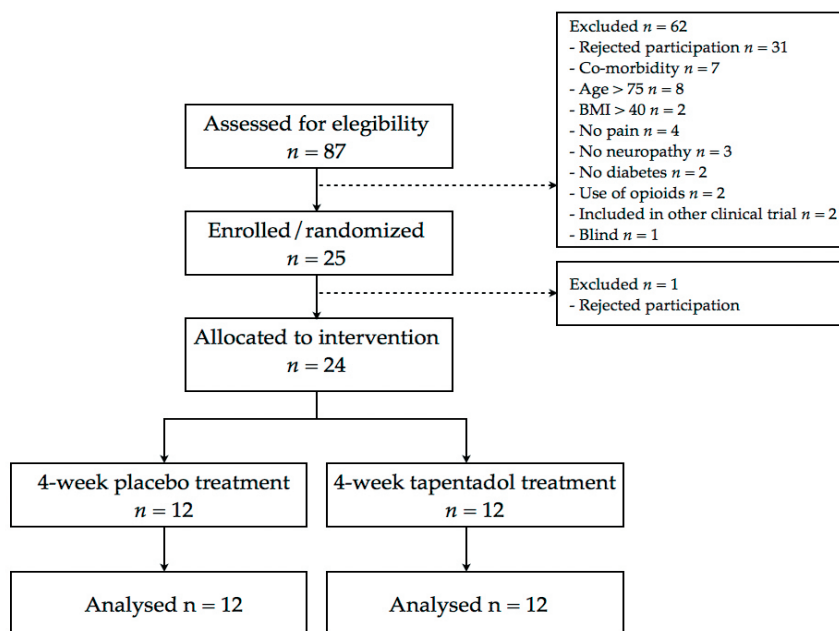 Assessed for elegibility
n = 87
Excluded n = 62
- Rejected participation n = 31
- Co-morbidity n = 7
- Age > 75 n = 8
- BMI > 40 n = 2
- No pain n = 4
- No neuropathy n = 3
- No diabetes n = 2
- Use of opioids n = 2
- Included in other clinical trial n = 2
- Blind n = 1
Enrolled/randomized
n = 25
Excluded n = 1
- Rejected participation
Allocated to intervention
n = 24
4-week placebo treatment
n = 12
4-week tapentadol treatment
n = 12
Analysed n = 12
Analysed n = 12